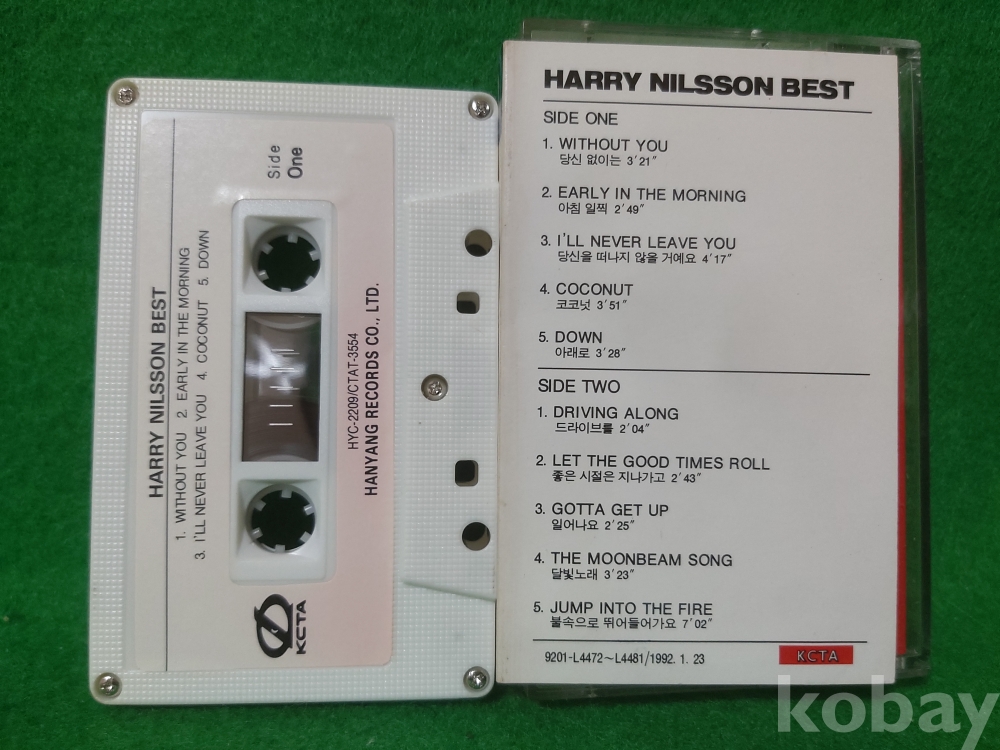 HARRY NILSSON BEST
1. WITHOUT YOU 2. EARLY IN THE MORNING
3. I'LL NEVER LEAVE YOU 4. COCONUT 5. DOWN
Side
One
HYC-2209/CTAT-3554
HANYANG RECORDS CO., LTD.
KCTA
HARRY NILSSON BEST
SIDE ONE
1. WITHOUT YOU
당신 없이는 3'21"
2. EARLY IN THE MORNING
아침 일찍 2'49"
3. I'LL NEVER LEAVE YOU
당신을 떠나지 않을 거예요 4'17"
4. COCONUT
코코넛 3'51"
5. DOWN
아래로 3'28"
SIDE TWO
1. DRIVING ALONG
드라이브를 2'04"
2. LET THE GOOD TIMES ROLL
좋은 시절은 지나가고 2'43"
3. GOTTA GET UP
일어나요 2'25"
4. THE MOONBEAM SONG
달빛노래 3'23"
5. JUMP INTO THE FIRE
불속으로 뛰어들어가요 7'02"
9201-L4472~L4481/1992. 1. 23
KCTA
kobay